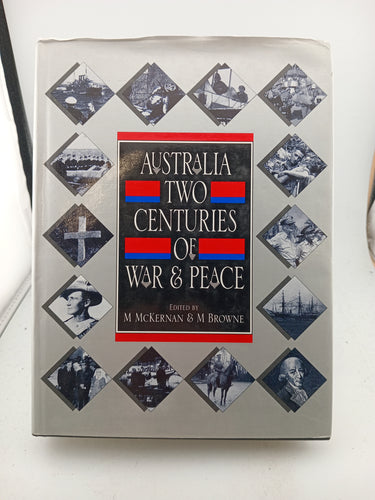 AUSTRALIA
TWO
CENTURIES
OF
WAR & PEACE
EDITED BY
M MCKERNAN & M BROWNE